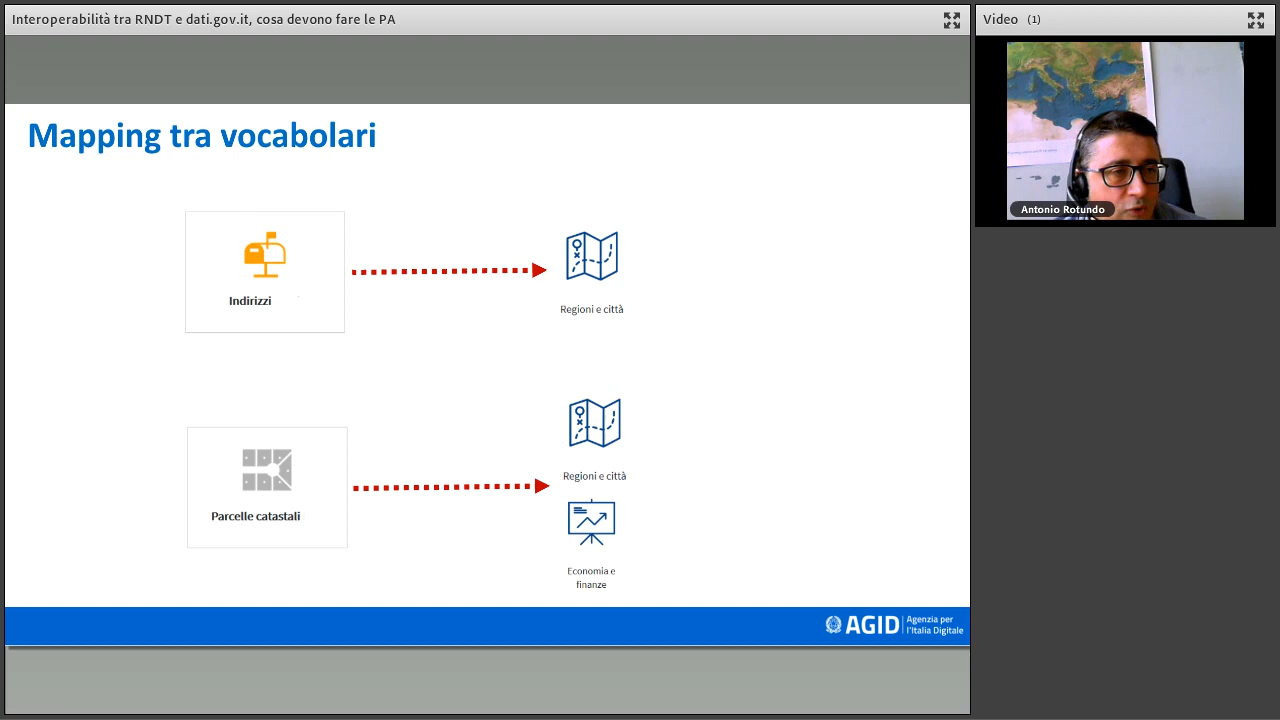 Interoperabilità tra RNDT e dati.gov.it, cosa devono fare le PA
Video (1)
Antonio Rotundo
Mapping tra vocabolari
Indirizzi
Regioni e città
Parcelle catastali
Regioni e città
Economia e
finanze
AGID
Agenzia per
l'Italia Digitale